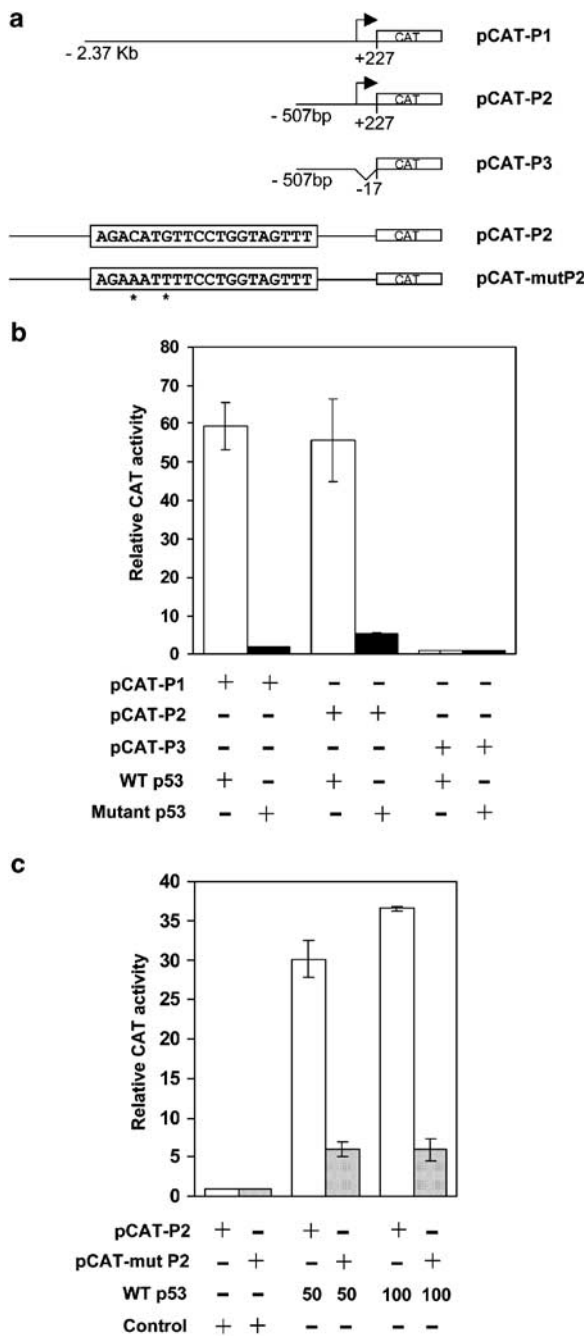 a
CAT pCAT-P1
- 2.37 Kb +227
CAT pCAT-P2
- 507bp +227
CAT pCAT-P3
- 507bp -17
AGACATGTTCCTGGTAGTTT CAT pCAT-P2
AGAAATTTTCCTGGTAGTTT CAT pCAT-mutP2
* *
b
80
70
60
50
40
30
20
10
0
Relative CAT activity
pCAT-P1 + + - - - -
pCAT-P2 - - + + - -
pCAT-P3 - - - - + +
WT p53 + - + - + -
Mutant p53 - + - + - +
c
40
35
30
25
20
15
10
5
0
Relative CAT activity
pCAT-P2 + - + - + -
pCAT-mut P2 - + - + - +
WT p53 - - 50 50 100 100
Control + + - - - -